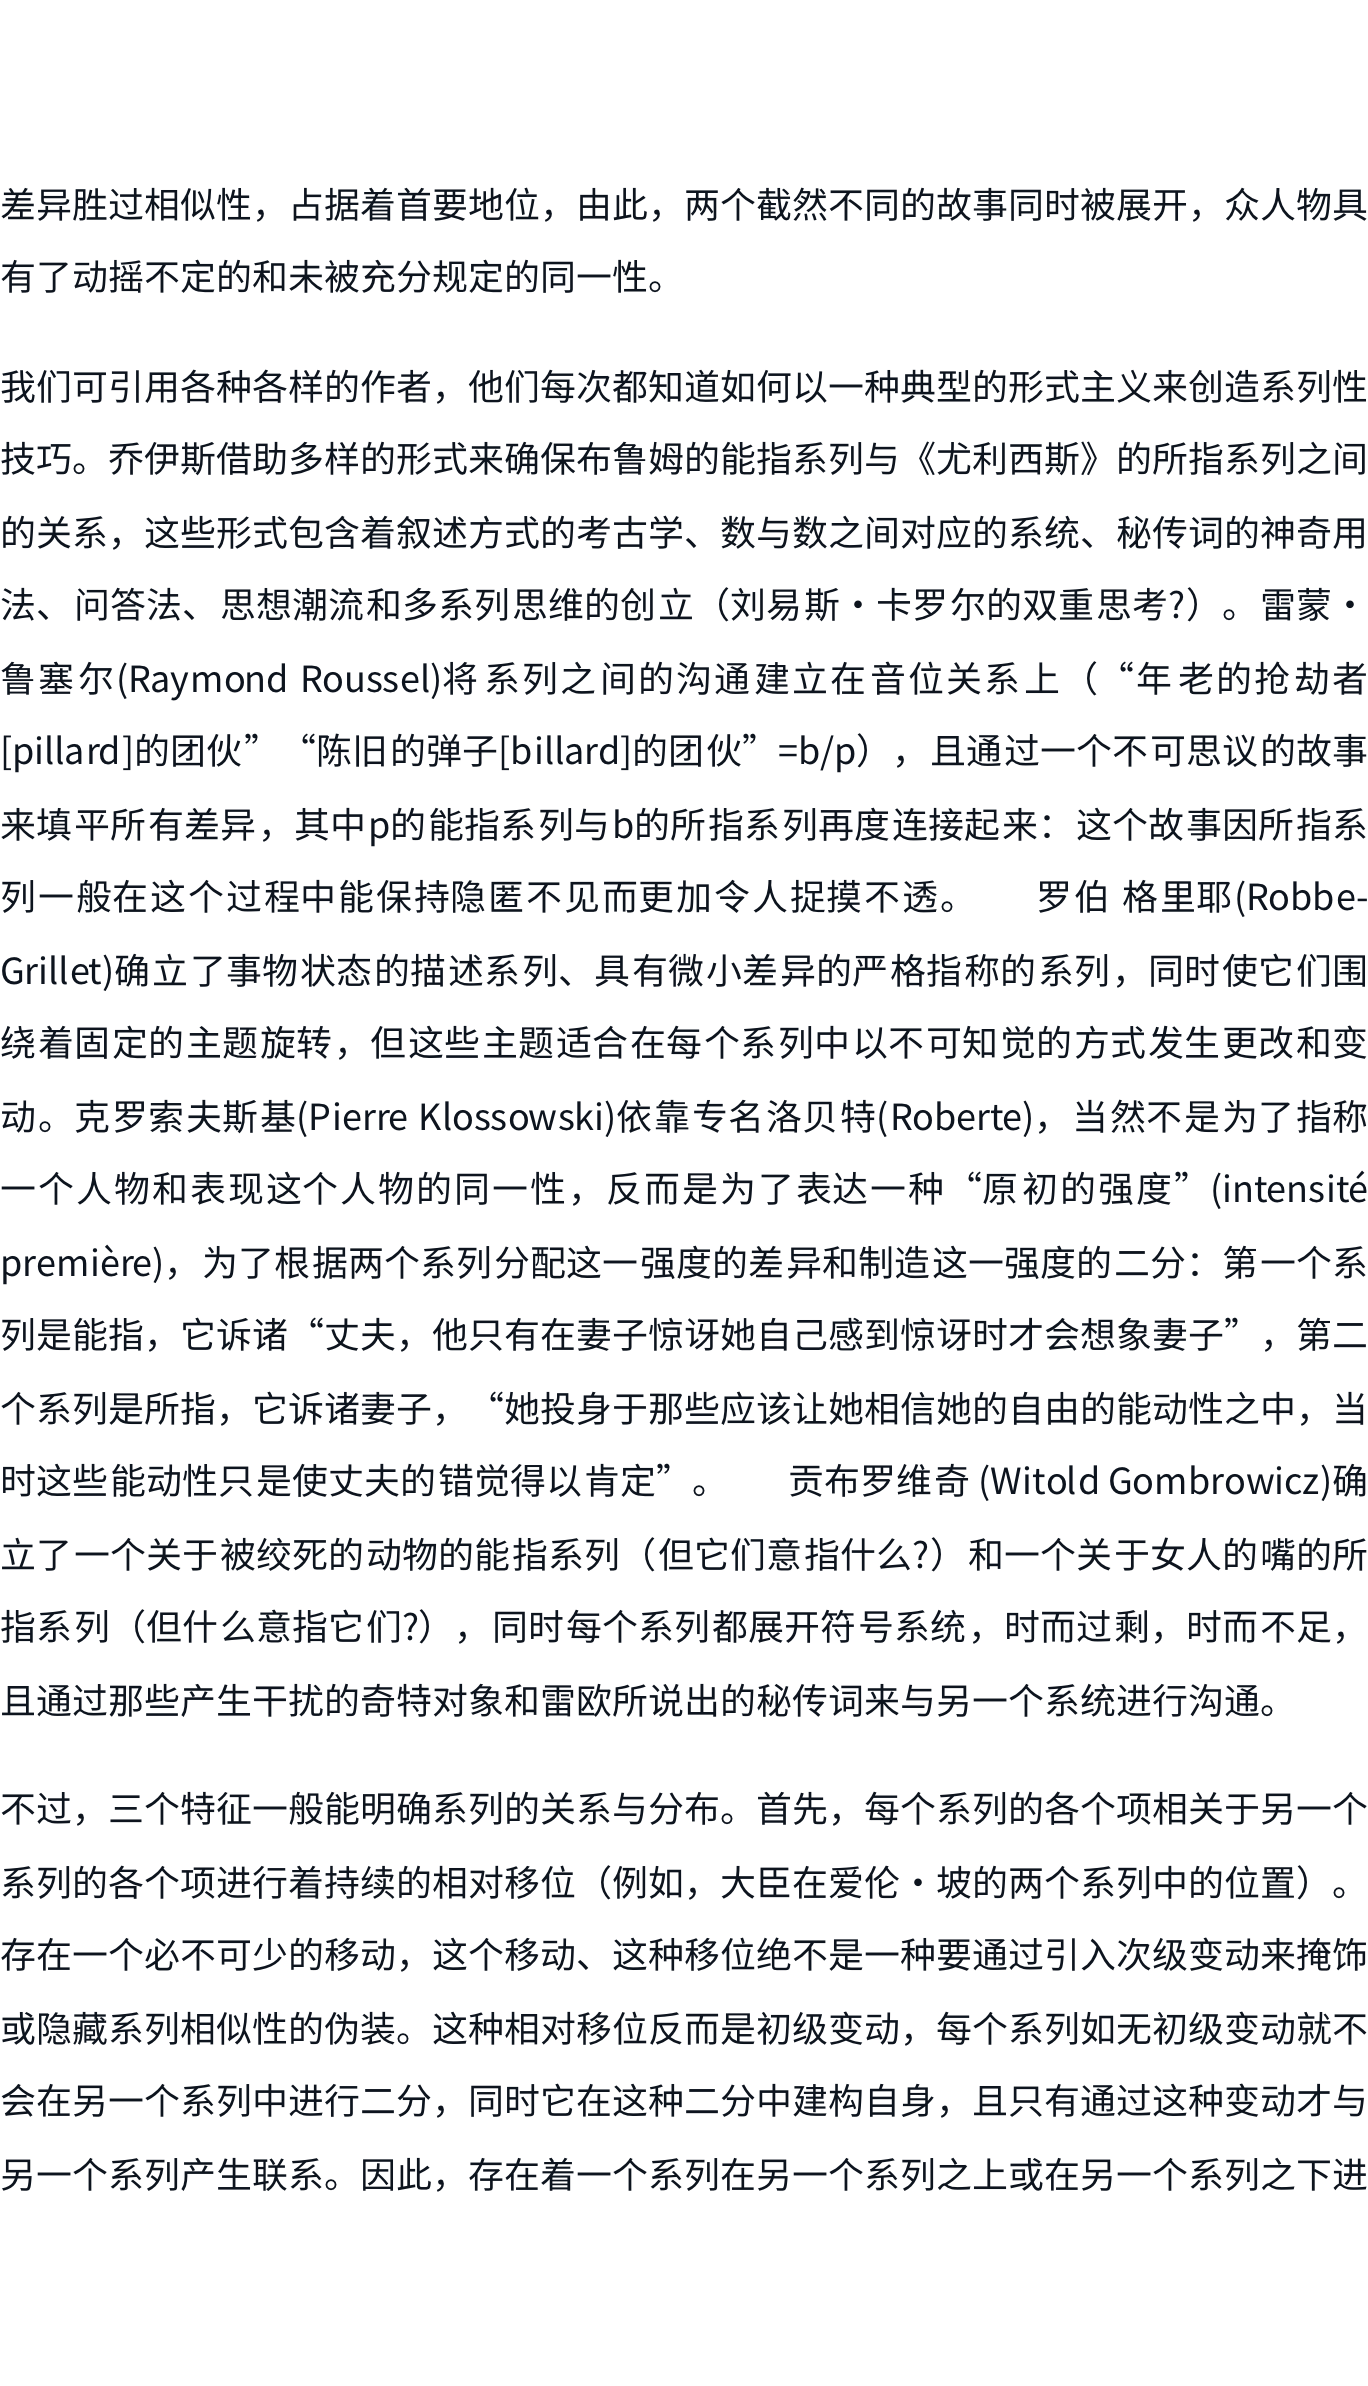 差异胜过相似性，占据着首要地位，由此，两个截然不同的故事同时被展开，众人物具
有了动摇不定的和未被充分规定的同一性。
我们可引用各种各样的作者，他们每次都知道如何以一种典型的形式主义来创造系列性
技巧。乔伊斯借助多样的形式来确保布鲁姆的能指系列与《尤利西斯》的所指系列之间
的关系，这些形式包含着叙述方式的考古学、数与数之间对应的系统、秘传词的神奇用
法、问答法、思想潮流和多系列思维的创立（刘易斯・卡罗尔的双重思考?）。雷蒙・
鲁塞尔(Raymond Roussel)将系列之间的沟通建立在音位关系上（“年老的抢劫者
[pillard]的团伙”　“陈旧的弹子[billard]的团伙”=b/p），且通过一个不可思议的故事
来填平所有差异，其中p的能指系列与b的所指系列再度连接起来：这个故事因所指系
列一般在这个过程中能保持隐匿不见而更加令人捉摸不透。　　罗伯 格里耶(Robbe-
Grillet)确立了事物状态的描述系列、具有微小差异的严格指称的系列，同时使它们围
绕着固定的主题旋转，但这些主题适合在每个系列中以不可知觉的方式发生更改和变
动。克罗索夫斯基(Pierre Klossowski)依靠专名洛贝特(Roberte)，当然不是为了指称
一个人物和表现这个人物的同一性，反而是为了表达一种“原初的强度”(intensité
première)，为了根据两个系列分配这一强度的差异和制造这一强度的二分：第一个系
列是能指，它诉诸“丈夫，他只有在妻子惊讶她自己感到惊讶时才会想象妻子”，第二
个系列是所指，它诉诸妻子，“她投身于那些应该让她相信她的自由的能动性之中，当
时这些能动性只是使丈夫的错觉得以肯定”。　　贡布罗维奇 (Witold Gombrowicz)确
立了一个关于被绞死的动物的能指系列（但它们意指什么?）和一个关于女人的嘴的所
指系列（但什么意指它们?），同时每个系列都展开符号系统，时而过剩，时而不足，
且通过那些产生干扰的奇特对象和雷欧所说出的秘传词来与另一个系统进行沟通。
不过，三个特征一般能明确系列的关系与分布。首先，每个系列的各个项相关于另一个
系列的各个项进行着持续的相对移位（例如，大臣在爱伦・坡的两个系列中的位置）。
存在一个必不可少的移动，这个移动、这种移位绝不是一种要通过引入次级变动来掩饰
或隐藏系列相似性的伪装。这种相对移位反而是初级变动，每个系列如无初级变动就不
会在另一个系列中进行二分，同时它在这种二分中建构自身，且只有通过这种变动才与
另一个系列产生联系。因此，存在着一个系列在另一个系列之上或在另一个系列之下进